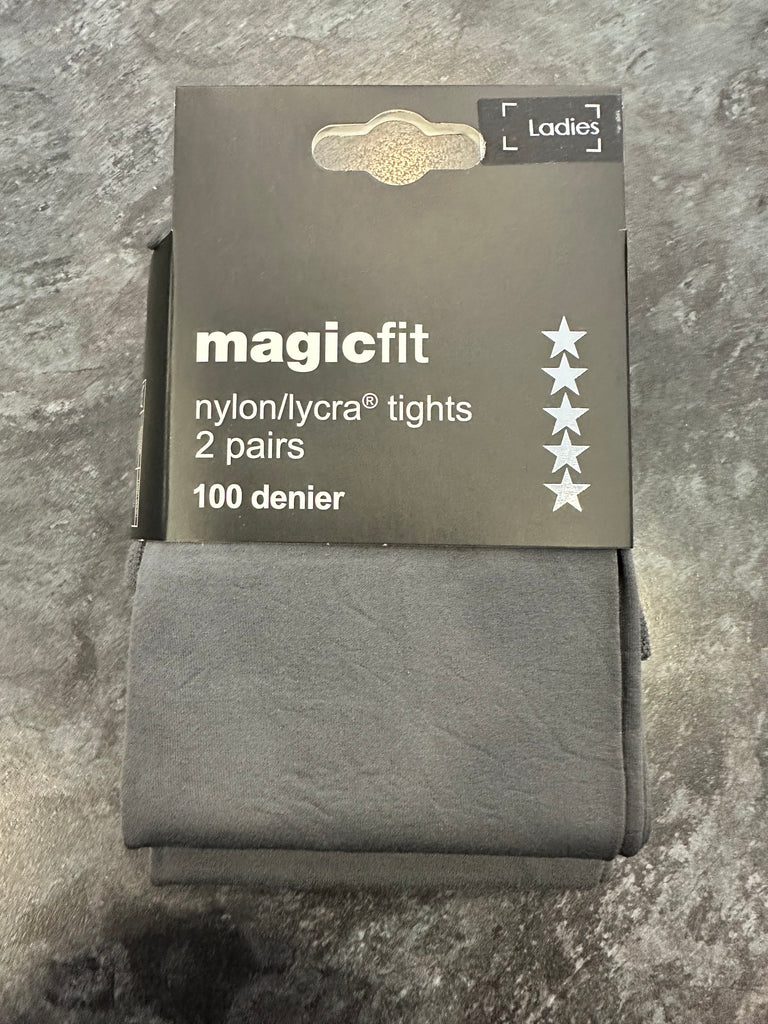 Ladies
magicfit
nylon/lycra® tights
2 pairs
100 denier